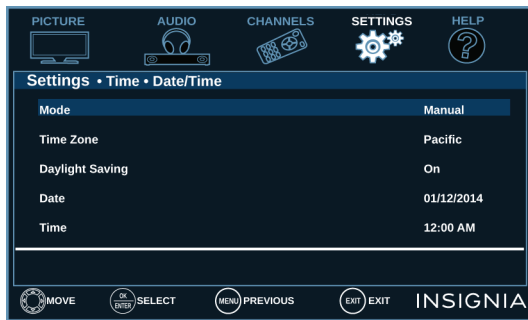 PICTURE AUDIO CHANNELS SETTINGS HELP
?
Settings • Time • Date/Time
Mode Manual
Time Zone Pacific
Daylight Saving On
Date 01/12/2014
Time 12:00 AM
MOVE OK ENTER SELECT MENU PREVIOUS EXIT EXIT INSIGNIA